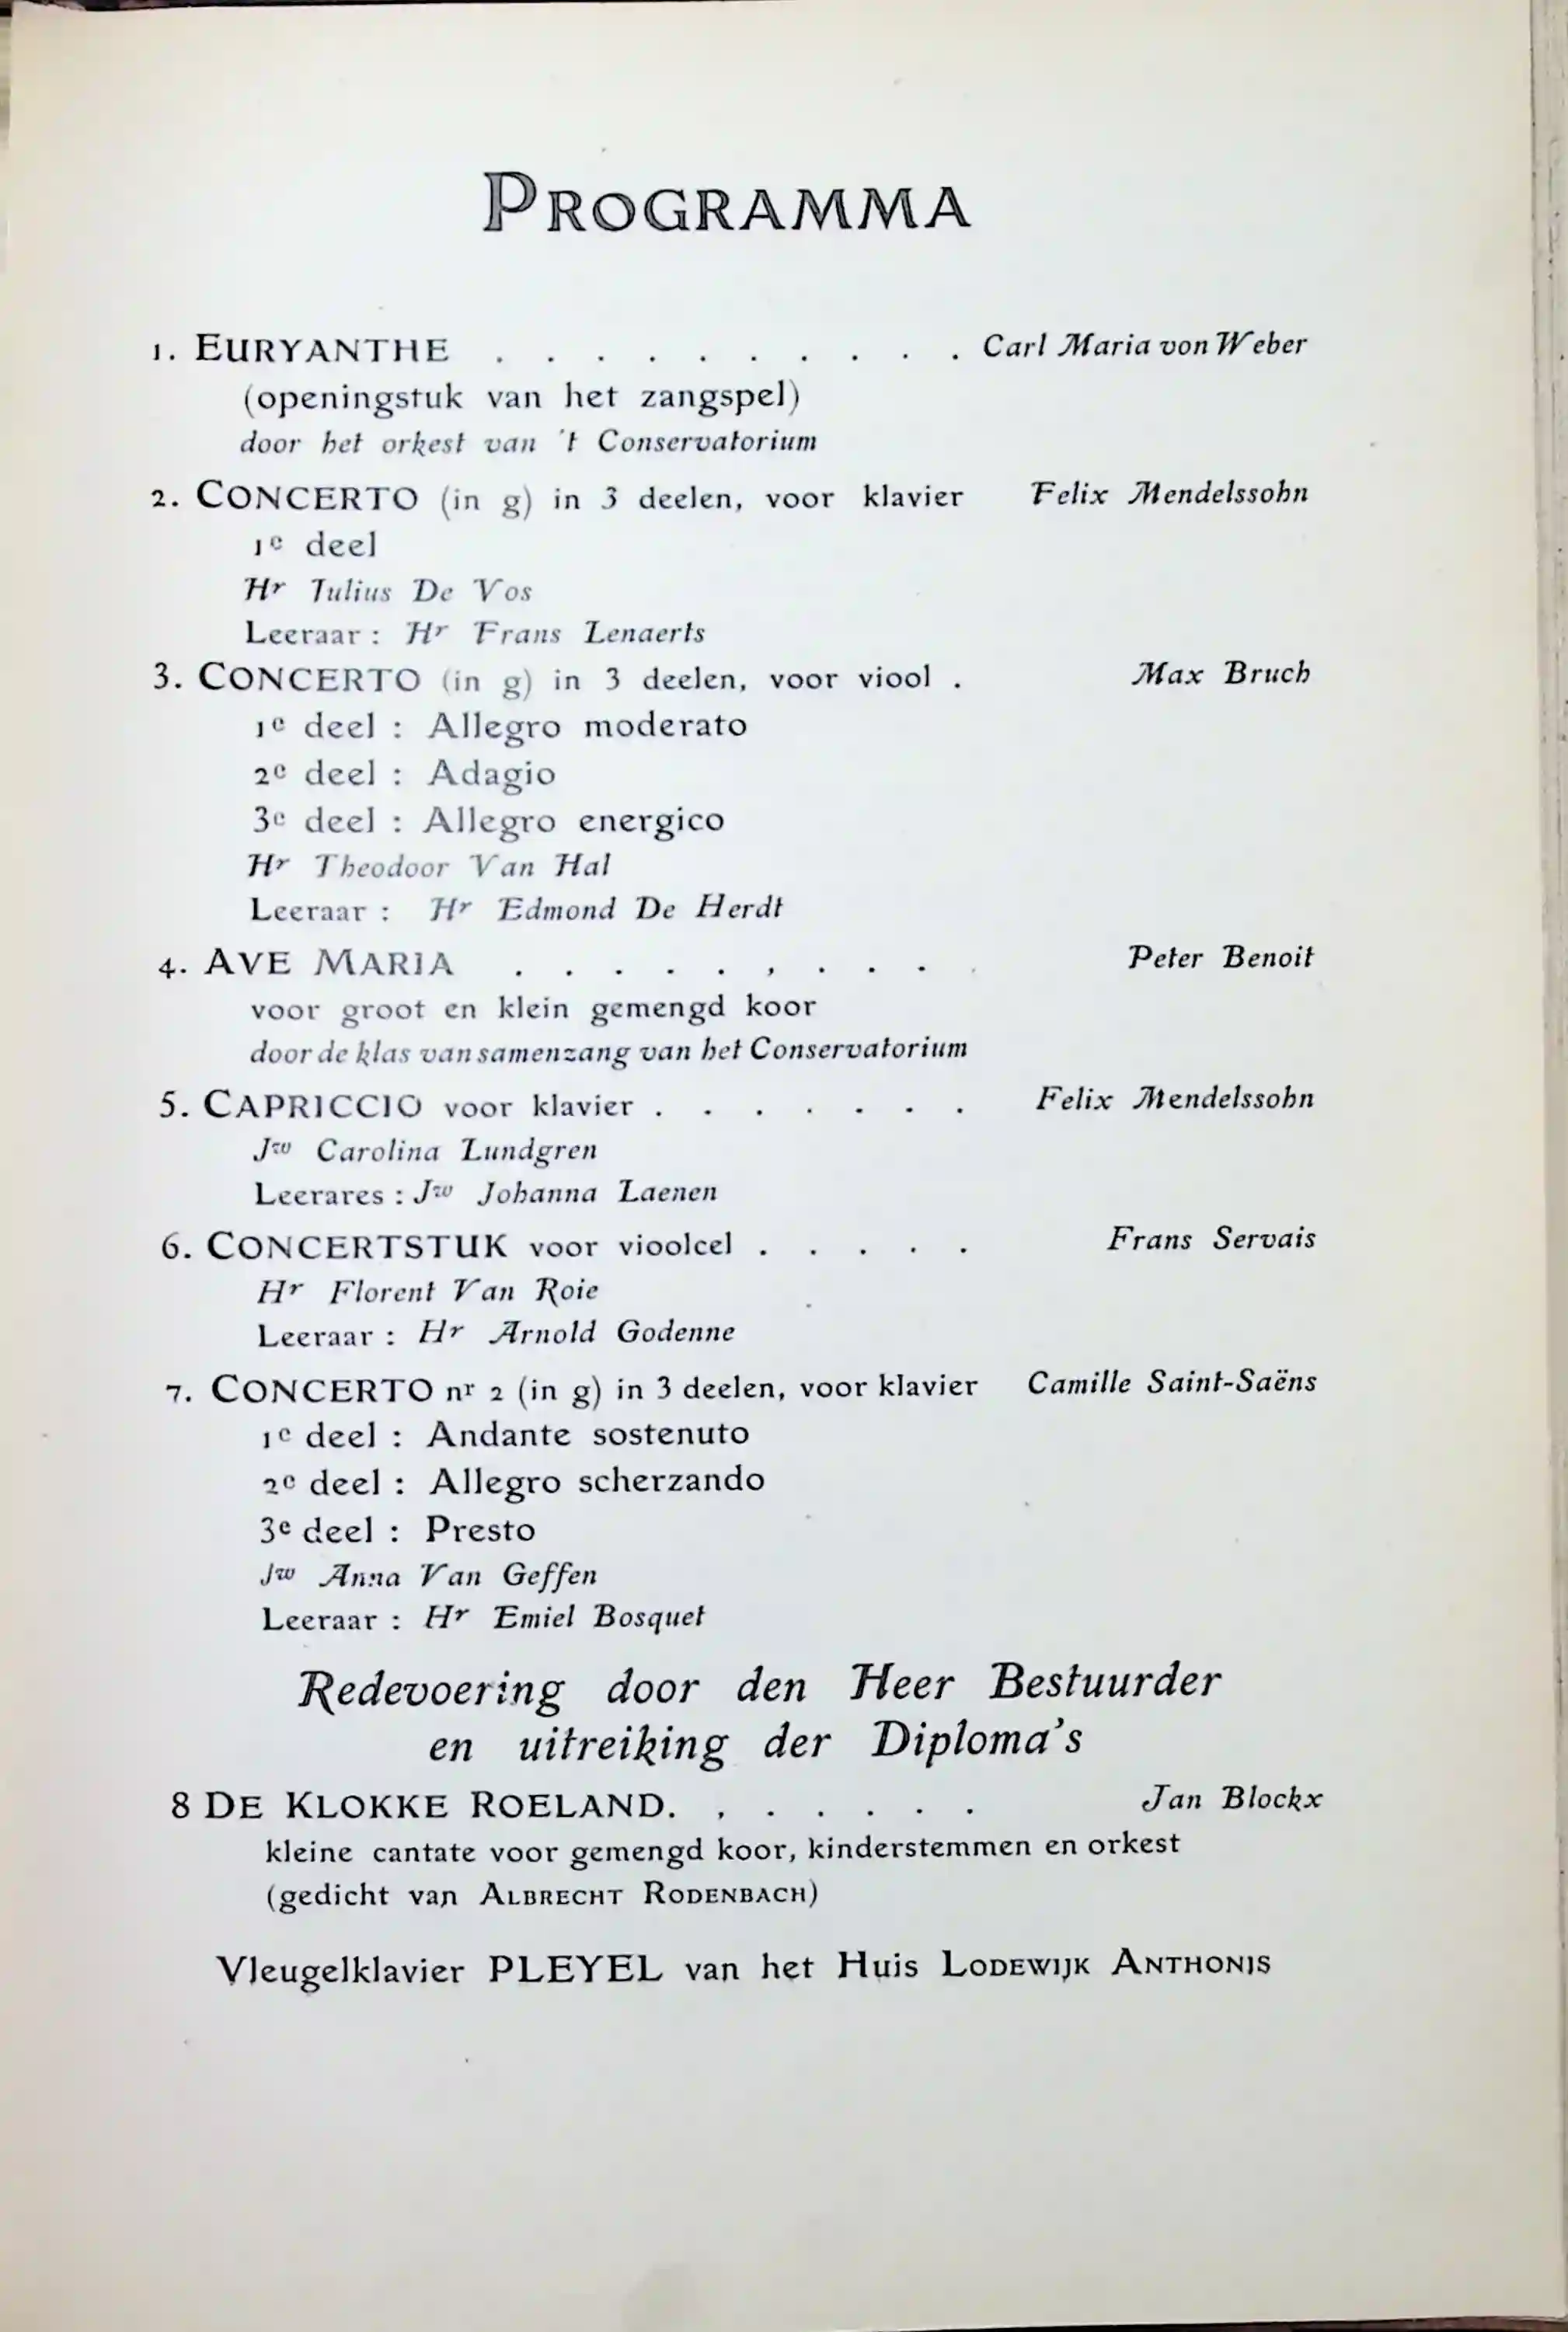 PROGRAMMA
1. EURYANTHE . . . . . . . . . . Carl Maria von Weber
(openingstuk van het zangspel)
door het orkest van 't Conservatorium
2. CONCERTO (in g) in 3 deelen, voor klavier Felix Mendelssohn
1e deel
Hr Julius De Vos
Leeraar : Hr Frans Lenaerts
3. CONCERTO (in g) in 3 deelen, voor viool . Max Bruch
1e deel : Allegro moderato
2e deel : Adagio
3e deel : Allegro energico
Hr Theodoor Van Hal
Leeraar : Hr Edmond De Herdt
4. AVE MARIA . . . . . , . . . Peter Benoit
voor groot en klein gemengd koor
door de klas van samenzang van het Conservatorium
5. CAPRICCIO voor klavier . . . . . . . Felix Mendelssohn
Jw Carolina Lundgren
Leerares : Jw Johanna Laenen
6. CONCERTSTUK voor vioolcel . . . . . Frans Servais
Hr Florent Van Roie
Leeraar : Hr Arnold Godenne
7. CONCERTO nr 2 (in g) in 3 deelen, voor klavier Camille Saint-Saëns
1e deel : Andante sostenuto
2e deel : Allegro scherzando
3e deel : Presto
Jw Anna Van Geffen
Leeraar : Hr Emiel Bosquet
Redevoering door den Heer Bestuurder
en uitreiking der Diploma's
8 DE KLOKKE ROELAND. , . . . . . Jan Blockx
kleine cantate voor gemengd koor, kinderstemmen en orkest
(gedicht van ALBRECHT RODENBACH)
Vleugelklavier PLEYEL van het Huis LODEWIJK ANTHONIS